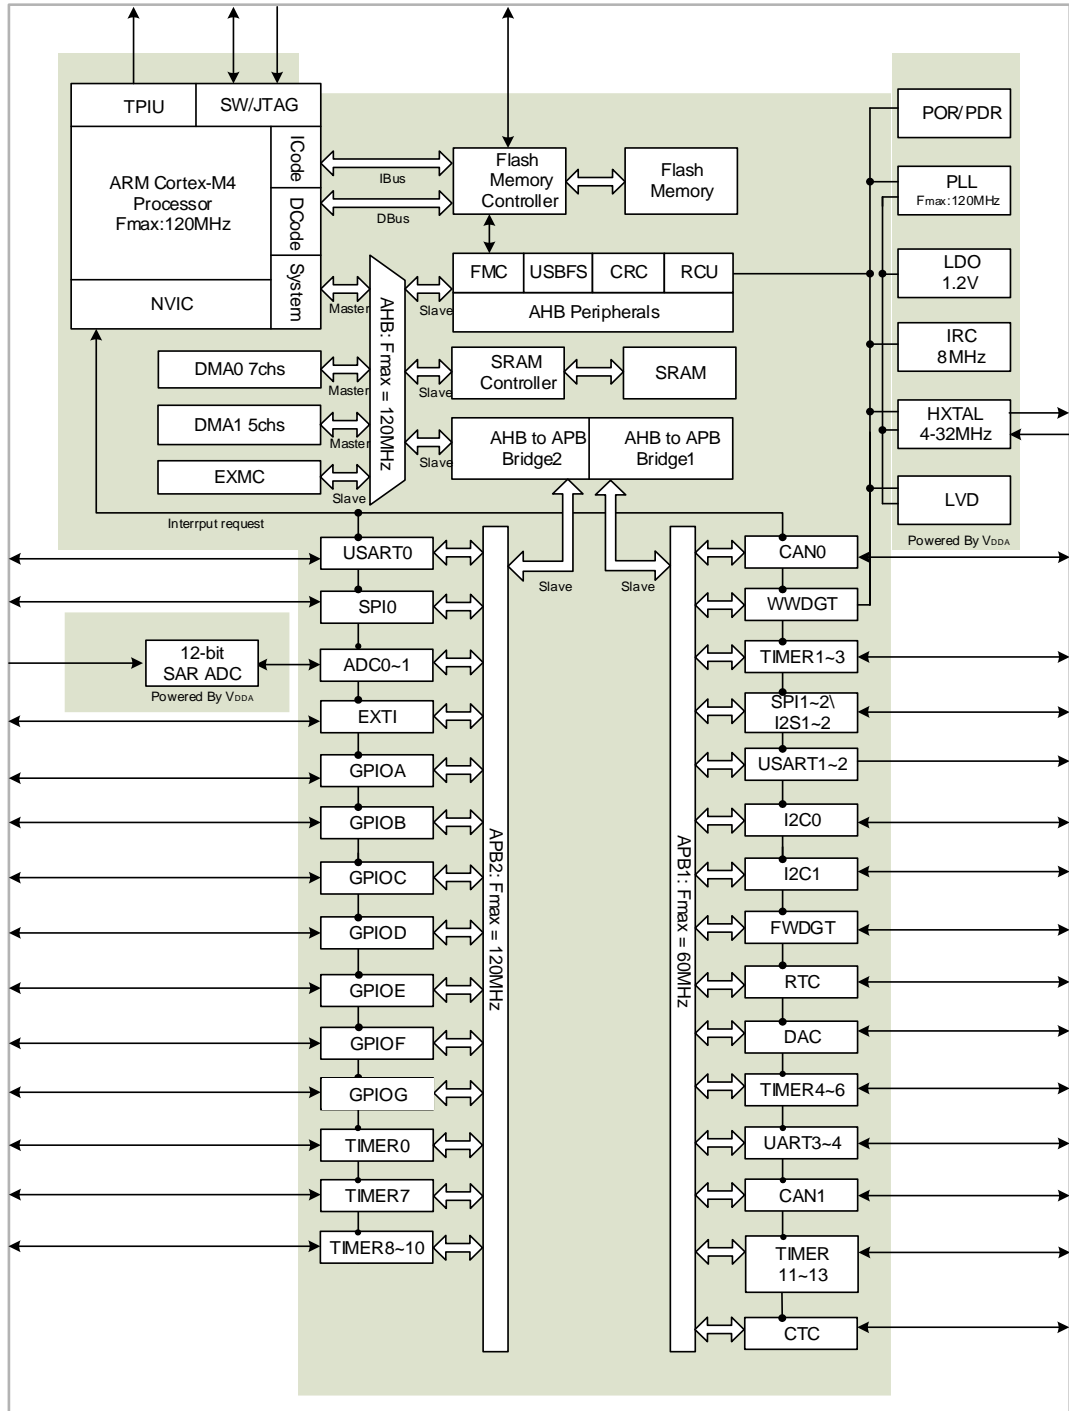 TPIU
SW/JTAG
POR/PDR
ICode
ARM Cortex-M4
Processor
Fmax:120MHz
IBus
Flash
Memory
Controller
Flash
Memory
PLL
Fmax:120MHz
DCode
DBus
System
NVIC
Master
AHB: Fmax = 120MHz
Slave
FMC
USBFS
CRC
RCU
AHB Peripherals
LDO
1.2V
IRC
8MHz
DMA0 7chs
Master
Slave
SRAM
Controller
SRAM
DMA1 5chs
Master
Slave
AHB to APB
Bridge2
AHB to APB
Bridge1
HXTAL
4-32MHz
EXMC
Slave
LVD
Powered By VDDA
Interrput request
USART0
Slave
Slave
CAN0
SPI0
WWDGT
12-bit
SAR ADC
Powered By VDDA
ADC0~1
TIMER1~3
EXTI
SPI1~2\
I2S1~2
GPIOA
USART1~2
GPIOB
APB2: Fmax = 120MHz
APB1: Fmax = 60MHz
I2C0
GPIOC
I2C1
GPIOD
FWDGT
GPIOE
RTC
GPIOF
DAC
GPIOG
TIMER4~6
TIMER0
UART3~4
TIMER7
CAN1
TIMER8~10
TIMER
11~13
CTC